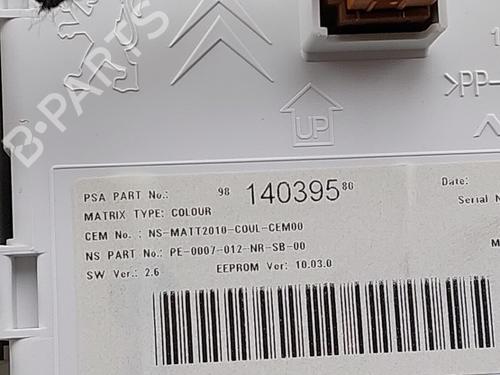 B-PARTS
UP
>PP-
PSA PART No.: 98 140395 80
MATRIX TYPE: COLOUR
CEM No. : NS-MATT2010-COUL-CEM00
NS PART No.: PE-0007-012-NR-SB-00
SW Ver.: 2.6 EEPROM Ver: 10.03.0
Date:
Serial N